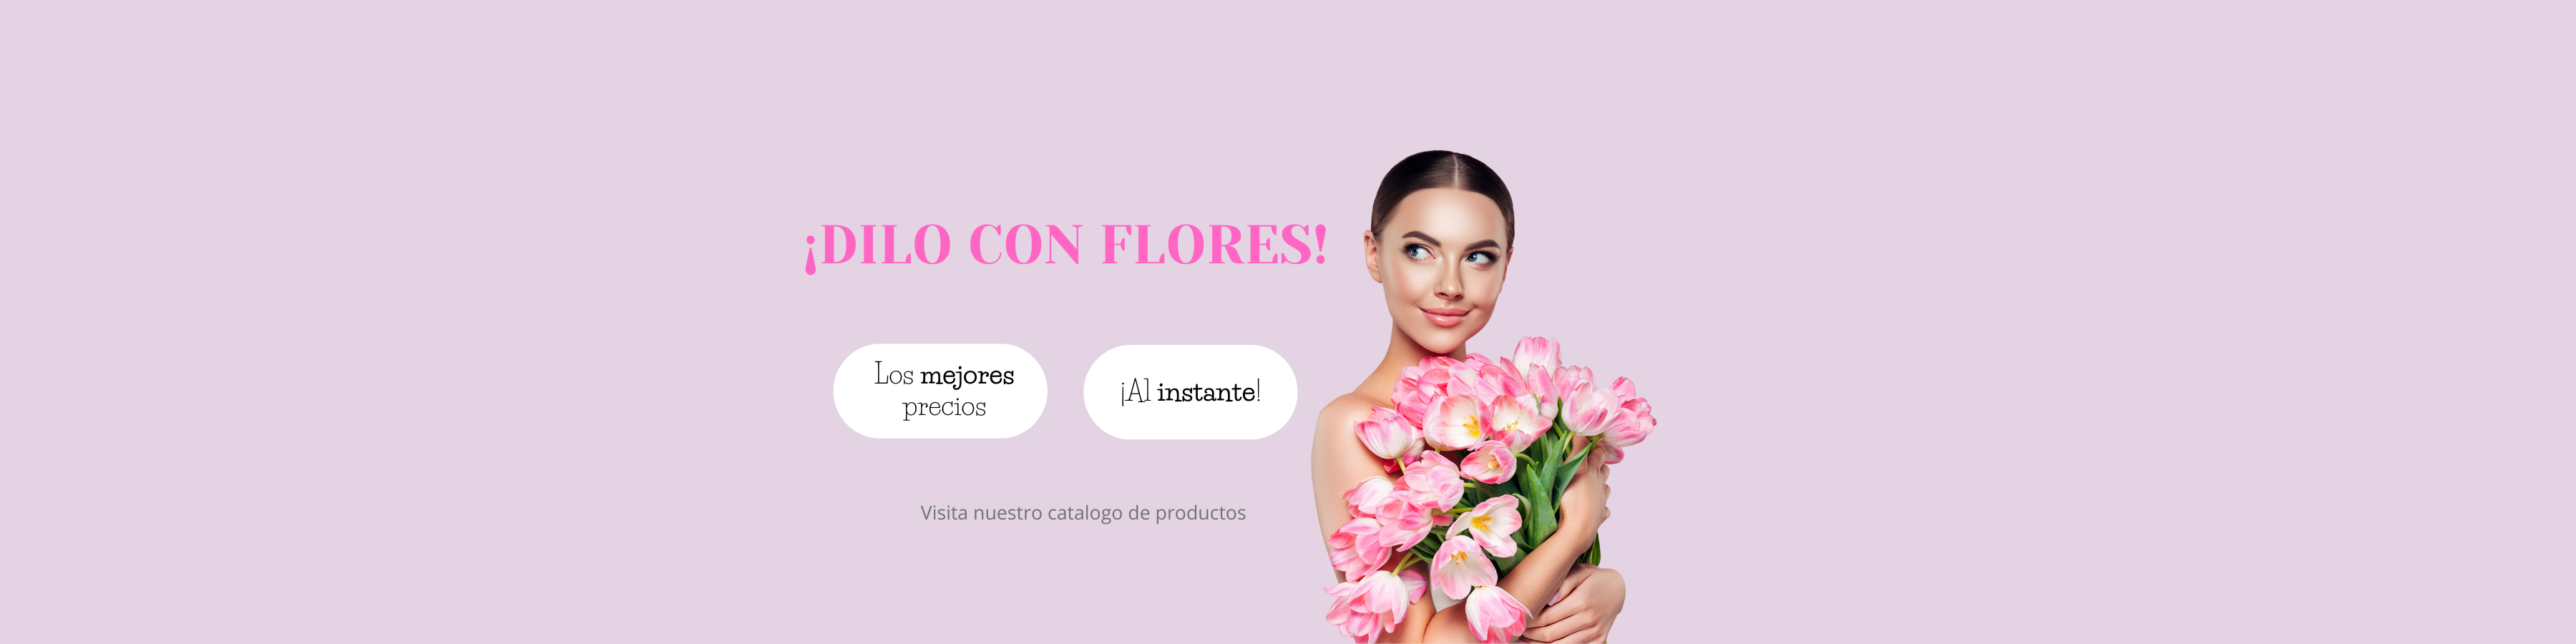 ¡DILO CON FLORES!
Los mejores
precios
¡Al instante!
Visita nuestro catalogo de productos